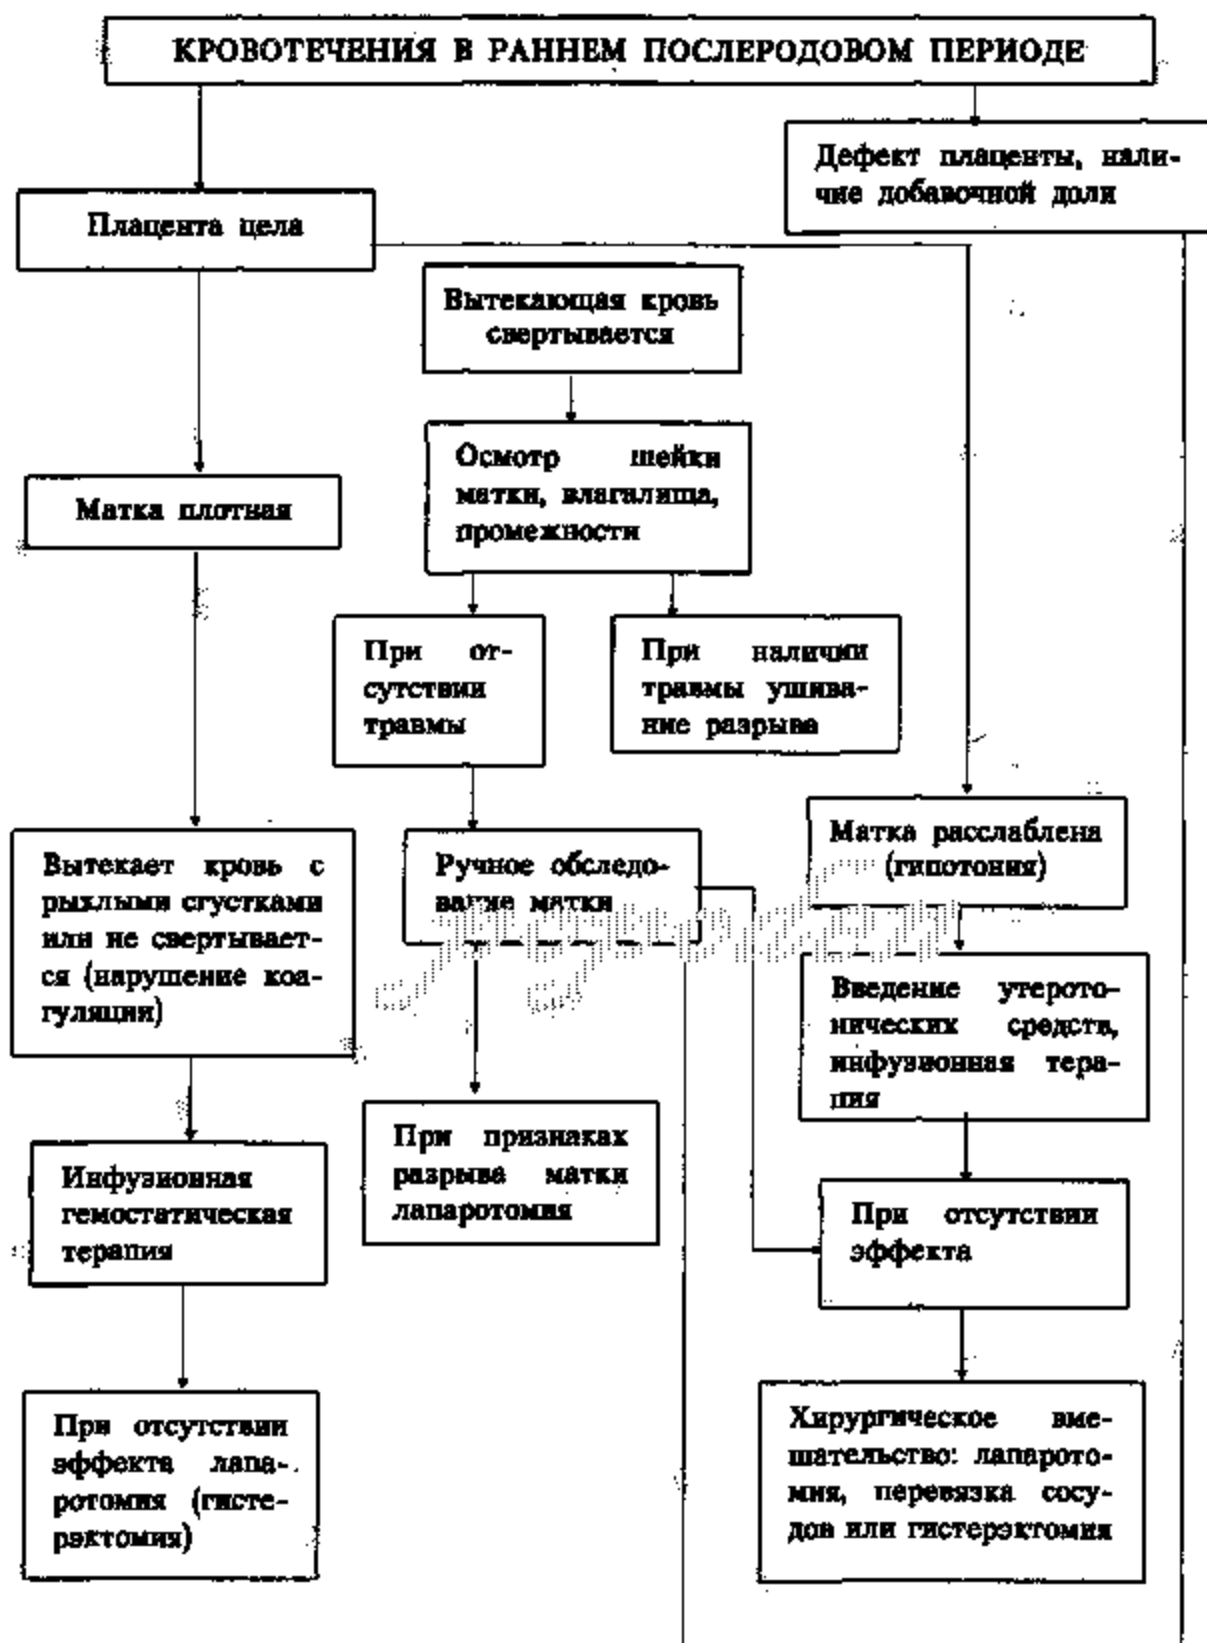 КРОВОТЕЧЕНИЯ В РАННЕМ ПОСЛЕРОДОВОМ ПЕРИОДЕ
Дефект плаценты, нали-
чие добавочной доли
Плацента цела
Вытекающая кровь
свертывается
Осмотр шейки
матки, влагалища,
промежности
Матка плотная
При от-
сутствии
травмы
При наличии
травмы ушива-
ние разрыва
Матка расслаблена
(гипотония)
Вытекает кровь с
рыхлыми сгустками
или не свертывает-
ся (нарушение коа-
гуляции)
Ручное обследо-
вание матки
Введение утерото-
нических средств,
инфузионная тера-
пия
При признаках
разрыва матки
лапаротомия
Инфузионная
гемостатическая
терапия
При отсутствии
эффекта
При отсутствии
эффекта лапа-
ротомия (гисте-
рэктомия)
Хирургическое вме-
шательство: лапарото-
мия, перевязка сосу-
дов или гистерэктомия